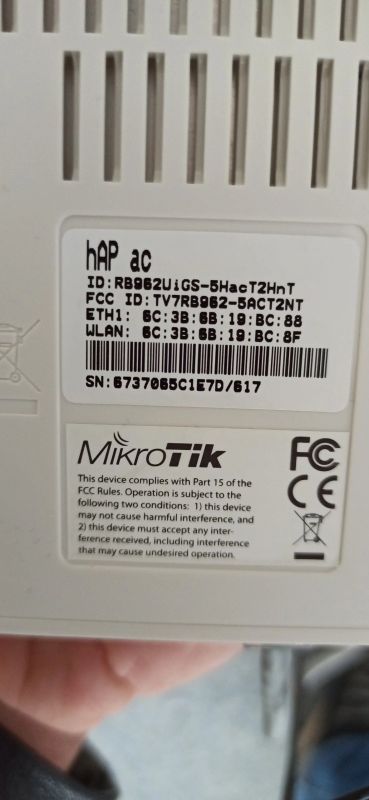 hAP ac
ID:RB962UiGS-5HacT2HnT
FCC ID:TV7RB962-5ACT2NT
ETH1: 6C:3B:6B:19:BC:88
WLAN: 6C:3B:6B:19:BC:8F
SN:6737065C1E7D/617
MikroTik
FC
CE
This device complies with Part 15 of the
FCC Rules. Operation is subject to the
following two conditions: 1) this device
may not cause harmful interference, and
2) this device must accept any inter-
ference received, including interference
that may cause undesired operation.